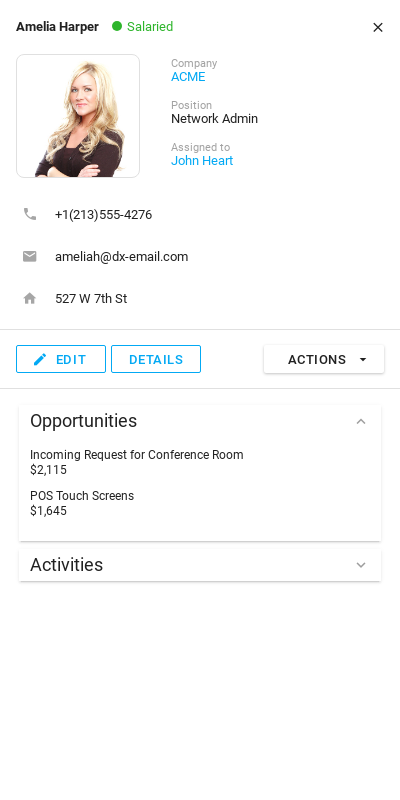 Amelia Harper Salaried
Company
ACME
Position
Network Admin
Assigned to
John Heart
+1(213)555-4276
ameliah@dx-email.com
527 W 7th St
EDIT DETAILS ACTIONS
Opportunities
Incoming Request for Conference Room
$2,115
POS Touch Screens
$1,645
Activities